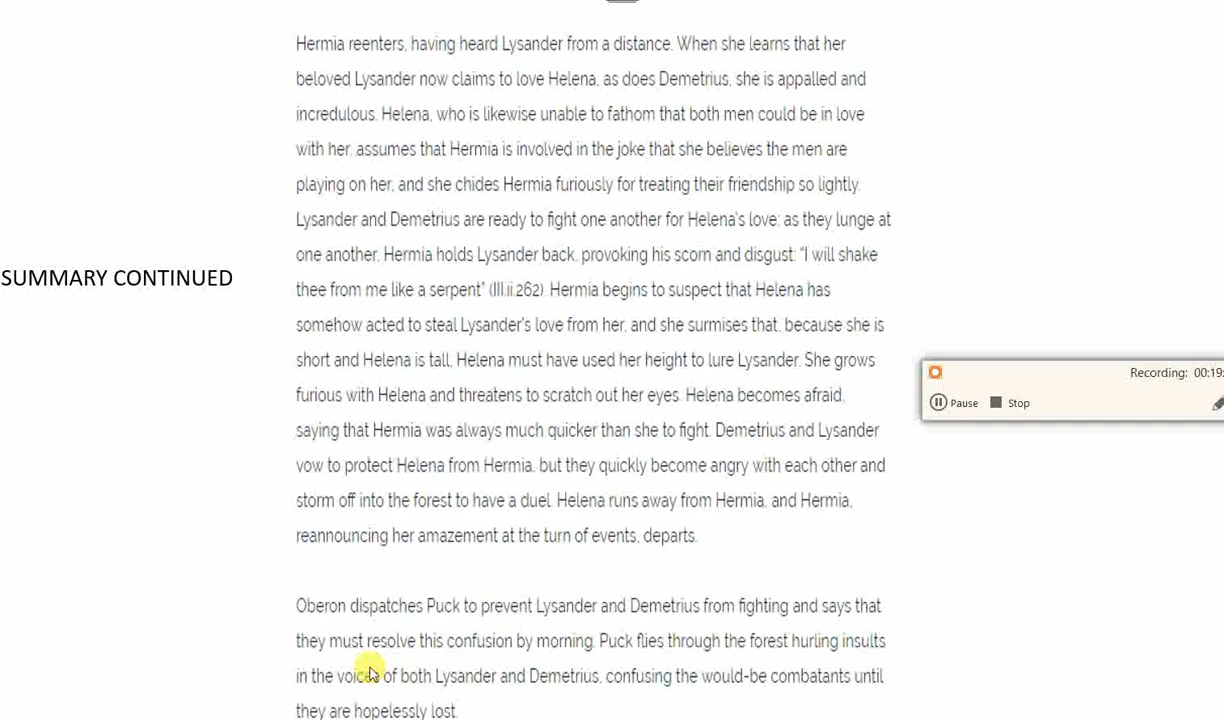 Hermia reenters, having heard Lysander from a distance. When she learns that her
beloved Lysander now claims to love Helena, as does Demetrius, she is appalled and
incredulous. Helena, who is likewise unable to fathom that both men could be in love
with her, assumes that Hermia is involved in the joke that she believes the men are
playing on her, and she chides Hermia furiously for treating their friendship so lightly.
Lysander and Demetrius are ready to fight one another for Helena's love; as they lunge at
one another, Hermia holds Lysander back, provoking his scorn and disgust: “I will shake
SUMMARY CONTINUED
thee from me like a serpent” (III.ii.262). Hermia begins to suspect that Helena has
somehow acted to steal Lysander's love from her, and she surmises that, because she is
short and Helena is tall, Helena must have used her height to lure Lysander. She grows
furious with Helena and threatens to scratch out her eyes. Helena becomes afraid,
saying that Hermia was always much quicker than she to fight. Demetrius and Lysander
vow to protect Helena from Hermia, but they quickly become angry with each other and
storm off into the forest to have a duel. Helena runs away from Hermia, and Hermia,
reannouncing her amazement at the turn of events, departs.
Oberon dispatches Puck to prevent Lysander and Demetrius from fighting and says that
they must resolve this confusion by morning. Puck flies through the forest hurling insults
in the voices of both Lysander and Demetrius, confusing the would-be combatants until
they are hopelessly lost.
Recording: 00:19:
Pause Stop